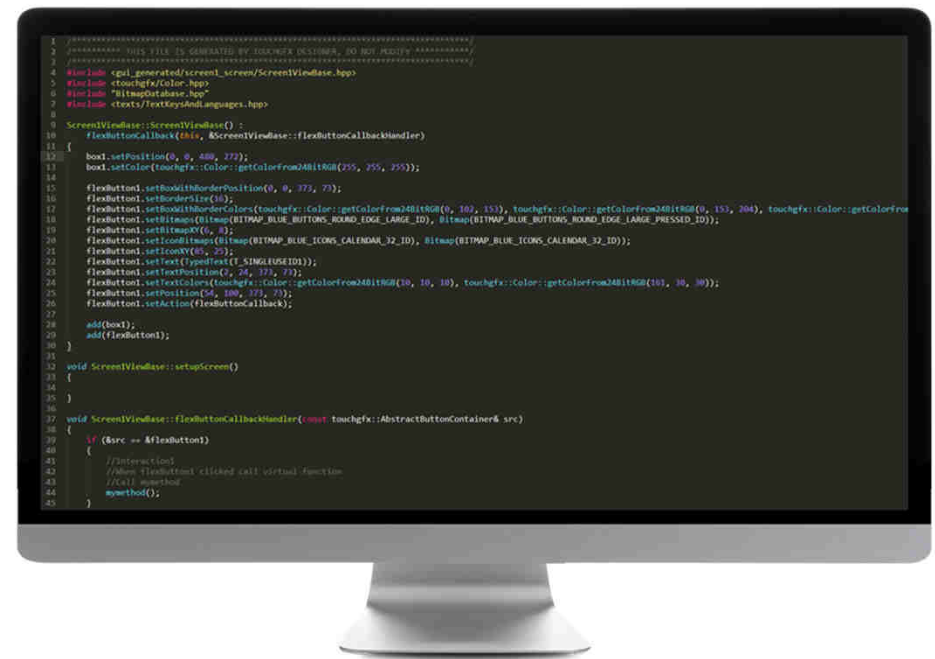 1 /*********************************************************************************/
2 /********** THIS FILE IS GENERATED BY TOUCHGFX DESIGNER, DO NOT MODIFY ***********/
3 /*********************************************************************************/
4 #include <gui_generated/screen1_screen/Screen1ViewBase.hpp>
5 #include <touchgfx/Color.hpp>
6 #include "BitmapDatabase.hpp"
7 #include <texts/TextKeysAndLanguages.hpp>
8
9 Screen1ViewBase::Screen1ViewBase() :
10     flexButtonCallback(this, &Screen1ViewBase::flexButtonCallbackHandler)
11 {
12     box1.setPosition(0, 0, 480, 272);
13     box1.setColor(touchgfx::Color::getColorFrom24BitRGB(255, 255, 255));
14
15     flexButton1.setBoxWithBorderPosition(0, 0, 373, 73);
16     flexButton1.setBorderSize(16);
17     flexButton1.setBoxWithBorderColors(touchgfx::Color::getColorFrom24BitRGB(0, 102, 153), touchgfx::Color::getColorFrom24BitRGB(0, 153, 204), touchgfx::Color::getColorFrom
18     flexButton1.setBitmaps(Bitmap(BITMAP_BLUE_BUTTONS_ROUND_EDGE_LARGE_ID), Bitmap(BITMAP_BLUE_BUTTONS_ROUND_EDGE_LARGE_PRESSED_ID));
19     flexButton1.setBitmapXY(6, 8);
20     flexButton1.setIconBitmaps(Bitmap(BITMAP_BLUE_ICONS_CALENDAR_32_ID), Bitmap(BITMAP_BLUE_ICONS_CALENDAR_32_ID));
21     flexButton1.setIconXY(85, 25);
22     flexButton1.setText(TypedText(T_SINGLEUSEID1));
23     flexButton1.setTextPosition(2, 24, 373, 73);
24     flexButton1.setTextColors(touchgfx::Color::getColorFrom24BitRGB(10, 10, 10), touchgfx::Color::getColorFrom24BitRGB(161, 30, 30));
25     flexButton1.setPosition(54, 100, 373, 73);
26     flexButton1.setAction(flexButtonCallback);
27
28     add(box1);
29     add(flexButton1);
30 }
31
32 void Screen1ViewBase::setupScreen()
33 {
34
35 }
36
37 void Screen1ViewBase::flexButtonCallbackHandler(const touchgfx::AbstractButtonContainer& src)
38 {
39     if (&src == &flexButton1)
40     {
41         //Interaction1
42         //When flexButton1 clicked call virtual function
43         //Call mymethod
44         mymethod();
45     }